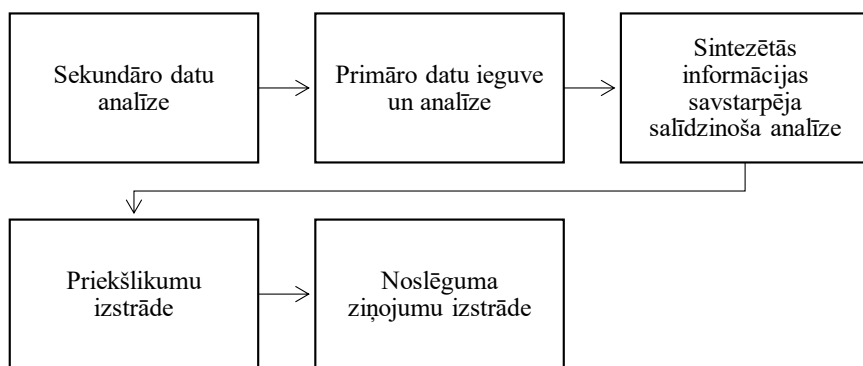 Sekundāro datu
analīze
Primāro datu ieguve
un analīze
Sintezētās
informācijas
savstarpēja
salīdzinoša analīze
Priekšlikumu
izstrāde
Noslēguma
ziņojumu izstrāde